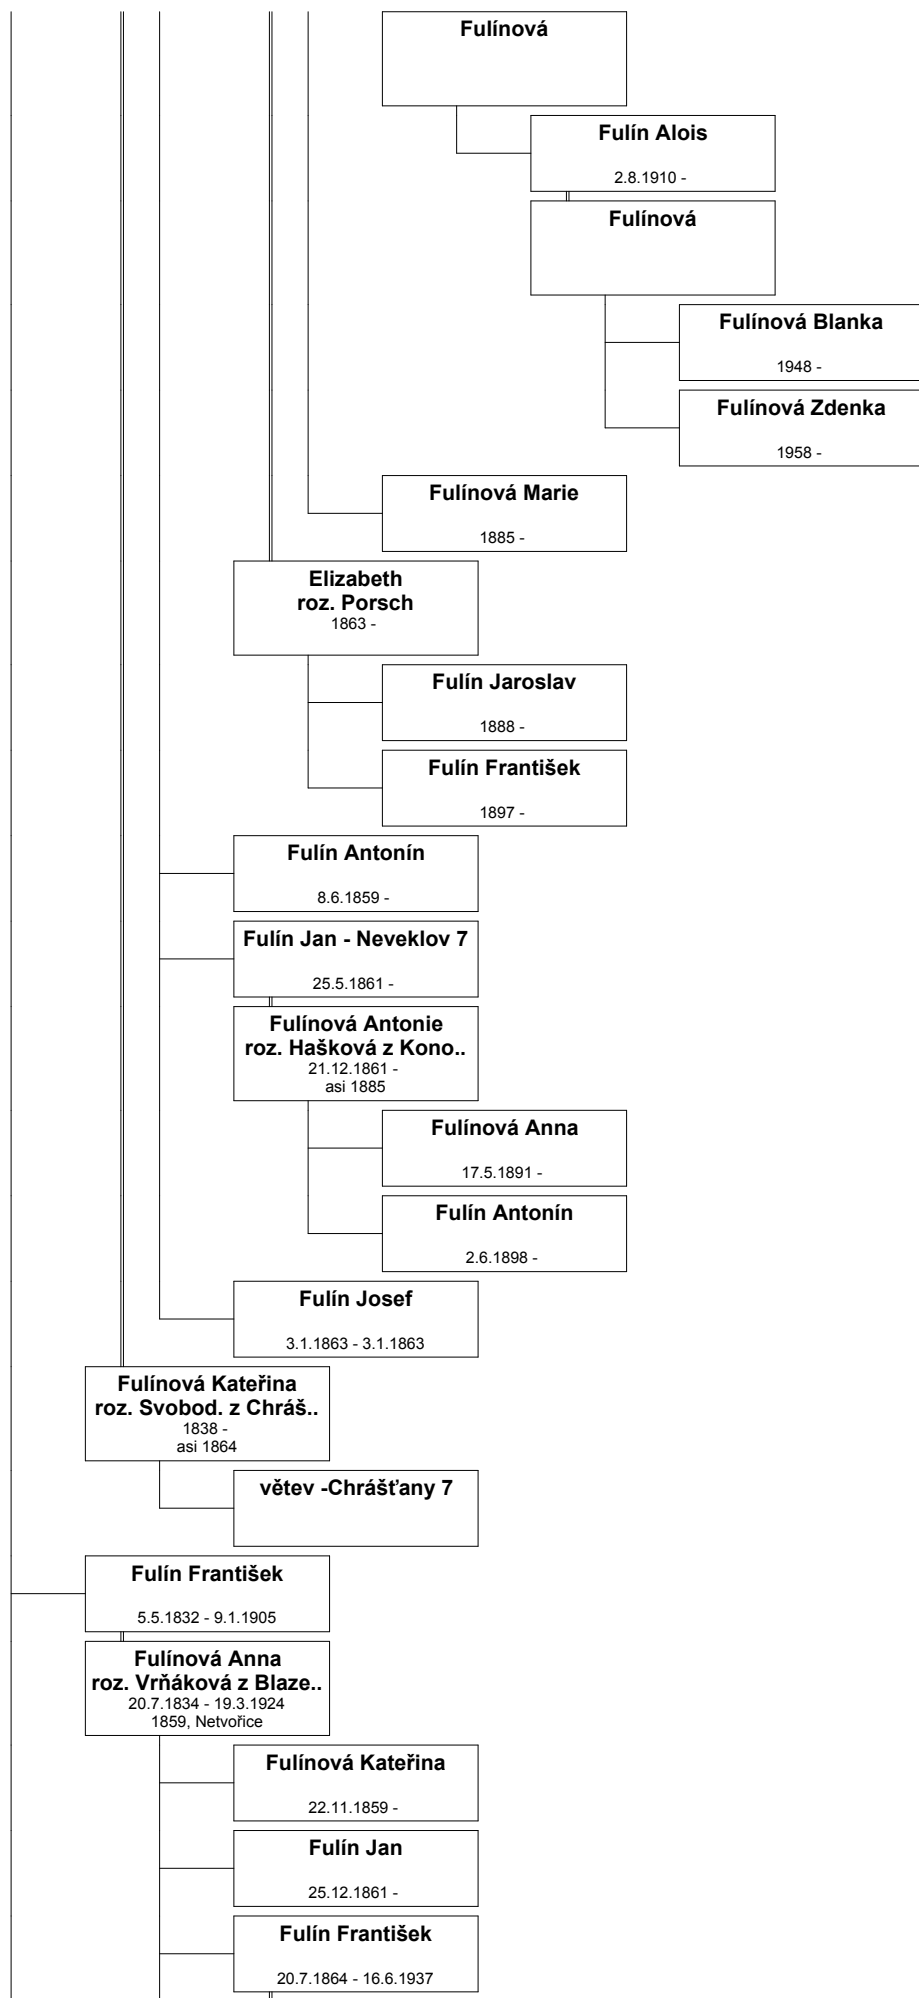 Fulínová
Fulín Alois
2.8.1910 -
Fulínová
Fulínová Blanka
1948 -
Fulínová Zdenka
1958 -
Fulínová Marie
1885 -
Elizabeth
roz. Porsch
1863 -
Fulín Jaroslav
1888 -
Fulín František
1897 -
Fulín Antonín
8.6.1859 -
Fulín Jan - Neveklov 7
25.5.1861 -
Fulínová Antonie
roz. Hašková z Kono..
21.12.1861 -
asi 1885
Fulínová Anna
17.5.1891 -
Fulín Antonín
2.6.1898 -
Fulín Josef
3.1.1863 - 3.1.1863
Fulínová Kateřina
roz. Svobod. z Chráš..
1838 -
asi 1864
větev -Chrášťany 7
Fulín František
5.5.1832 - 9.1.1905
Fulínová Anna
roz. Vrňáková z Blaze..
20.7.1834 - 19.3.1924
1859, Netvořice
Fulínová Kateřina
22.11.1859 -
Fulín Jan
25.12.1861 -
Fulín František
20.7.1864 - 16.6.1937